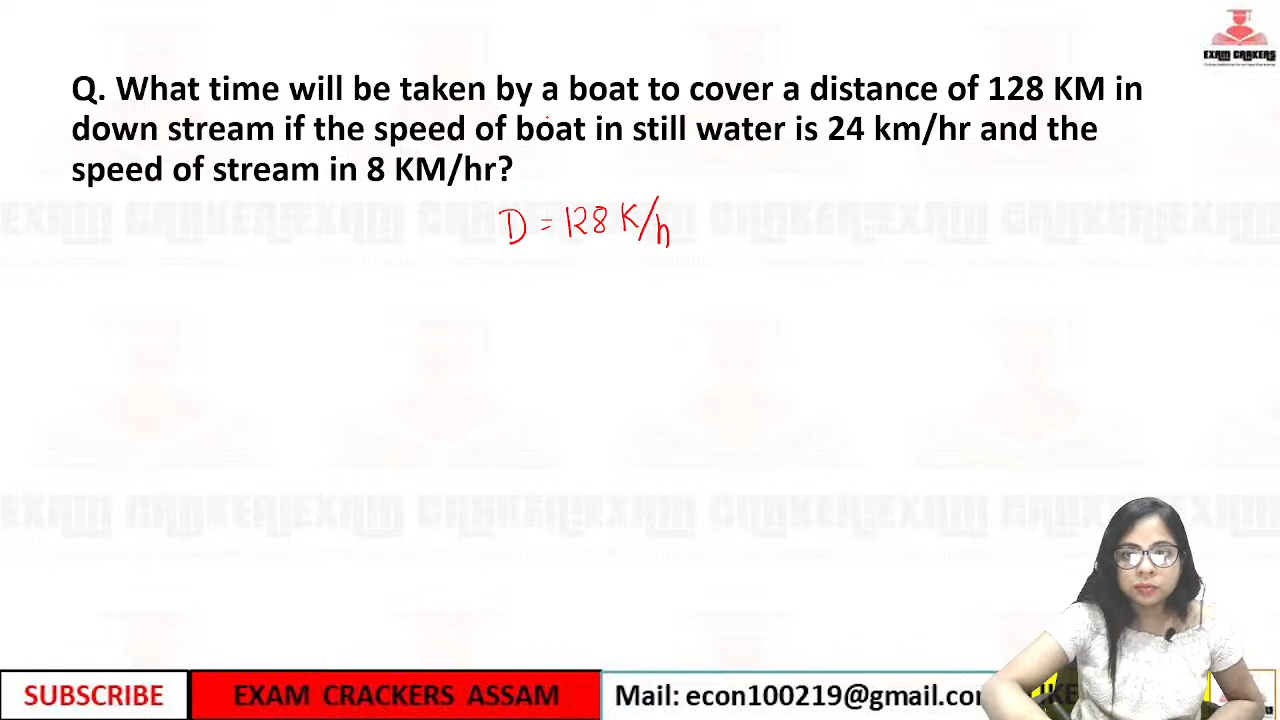 EXAM CRAKERS
Q. What time will be taken by a boat to cover a distance of 128 KM in
down stream if the speed of boat in still water is 24 km/hr and the
speed of stream in 8 KM/hr?
D = 128 K/h
SUBSCRIBE
EXAM CRACKERS ASSAM
Mail: econ100219@gmail.co